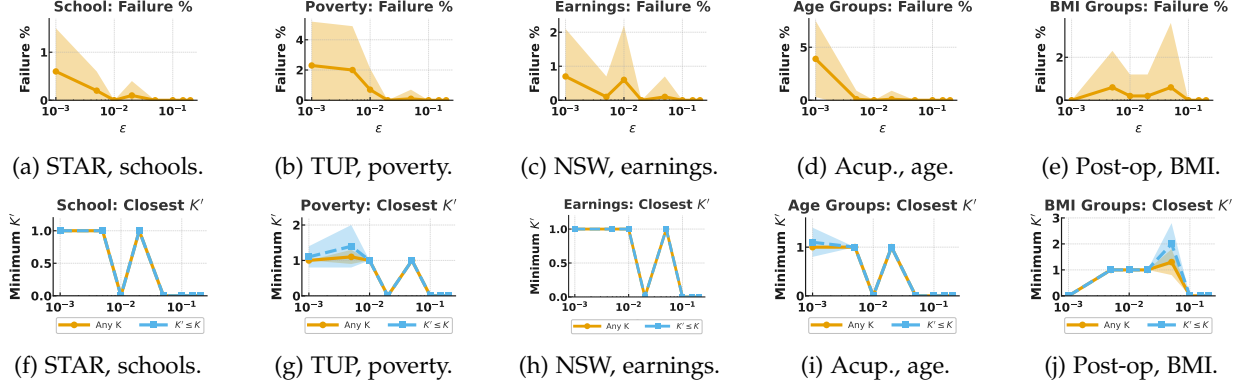 School: Failure %
Poverty: Failure %
Earnings: Failure %
Age Groups: Failure %
BMI Groups: Failure %
Failure %
1
0
10⁻³ 10⁻² 10⁻¹
ε
Failure %
4
2
0
10⁻³ 10⁻² 10⁻¹
ε
Failure %
2
1
0
10⁻³ 10⁻² 10⁻¹
ε
Failure %
5
0
10⁻³ 10⁻² 10⁻¹
ε
Failure %
2
0
10⁻³ 10⁻² 10⁻¹
ε
(a) STAR, schools.
(b) TUP, poverty.
(c) NSW, earnings.
(d) Acup., age.
(e) Post-op, BMI.
School: Closest K′
Poverty: Closest K′
Earnings: Closest K′
Age Groups: Closest K′
BMI Groups: Closest K′
Minimum K′
1.0
0.5
0.0
10⁻³ 10⁻² 10⁻¹
Any K K′ ≤ K
Minimum K′
2
1
0
10⁻³ 10⁻² 10⁻¹
Any K K′ ≤ K
Minimum K′
1.0
0.5
0.0
10⁻³ 10⁻² 10⁻¹
Any K K′ ≤ K
Minimum K′
1
0
10⁻³ 10⁻² 10⁻¹
Any K K′ ≤ K
Minimum K′
3
2
1
0
10⁻³ 10⁻² 10⁻¹
Any K K′ ≤ K
(f) STAR, schools.
(g) TUP, poverty.
(h) NSW, earnings.
(i) Acup., age.
(j) Post-op, BMI.